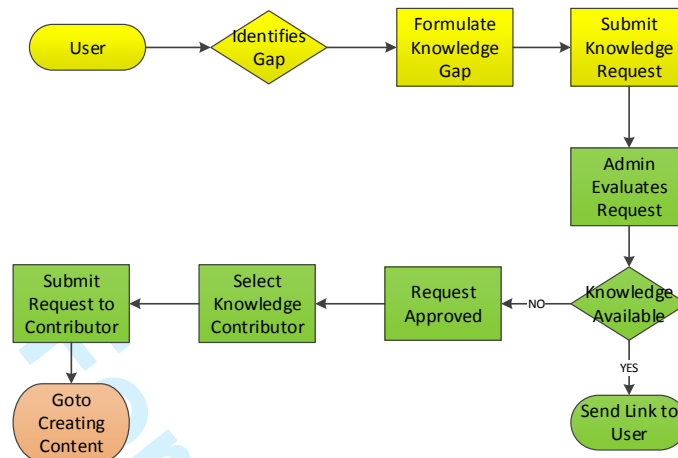 User
Identifies
Gap
Formulate
Knowledge
Gap
Submit
Knowledge
Request
Admin
Evaluates
Request
Knowledge
Available
NO
Request
Approved
Select
Knowledge
Contributor
Submit
Request to
Contributor
Goto
Creating
Content
YES
Send Link to
User